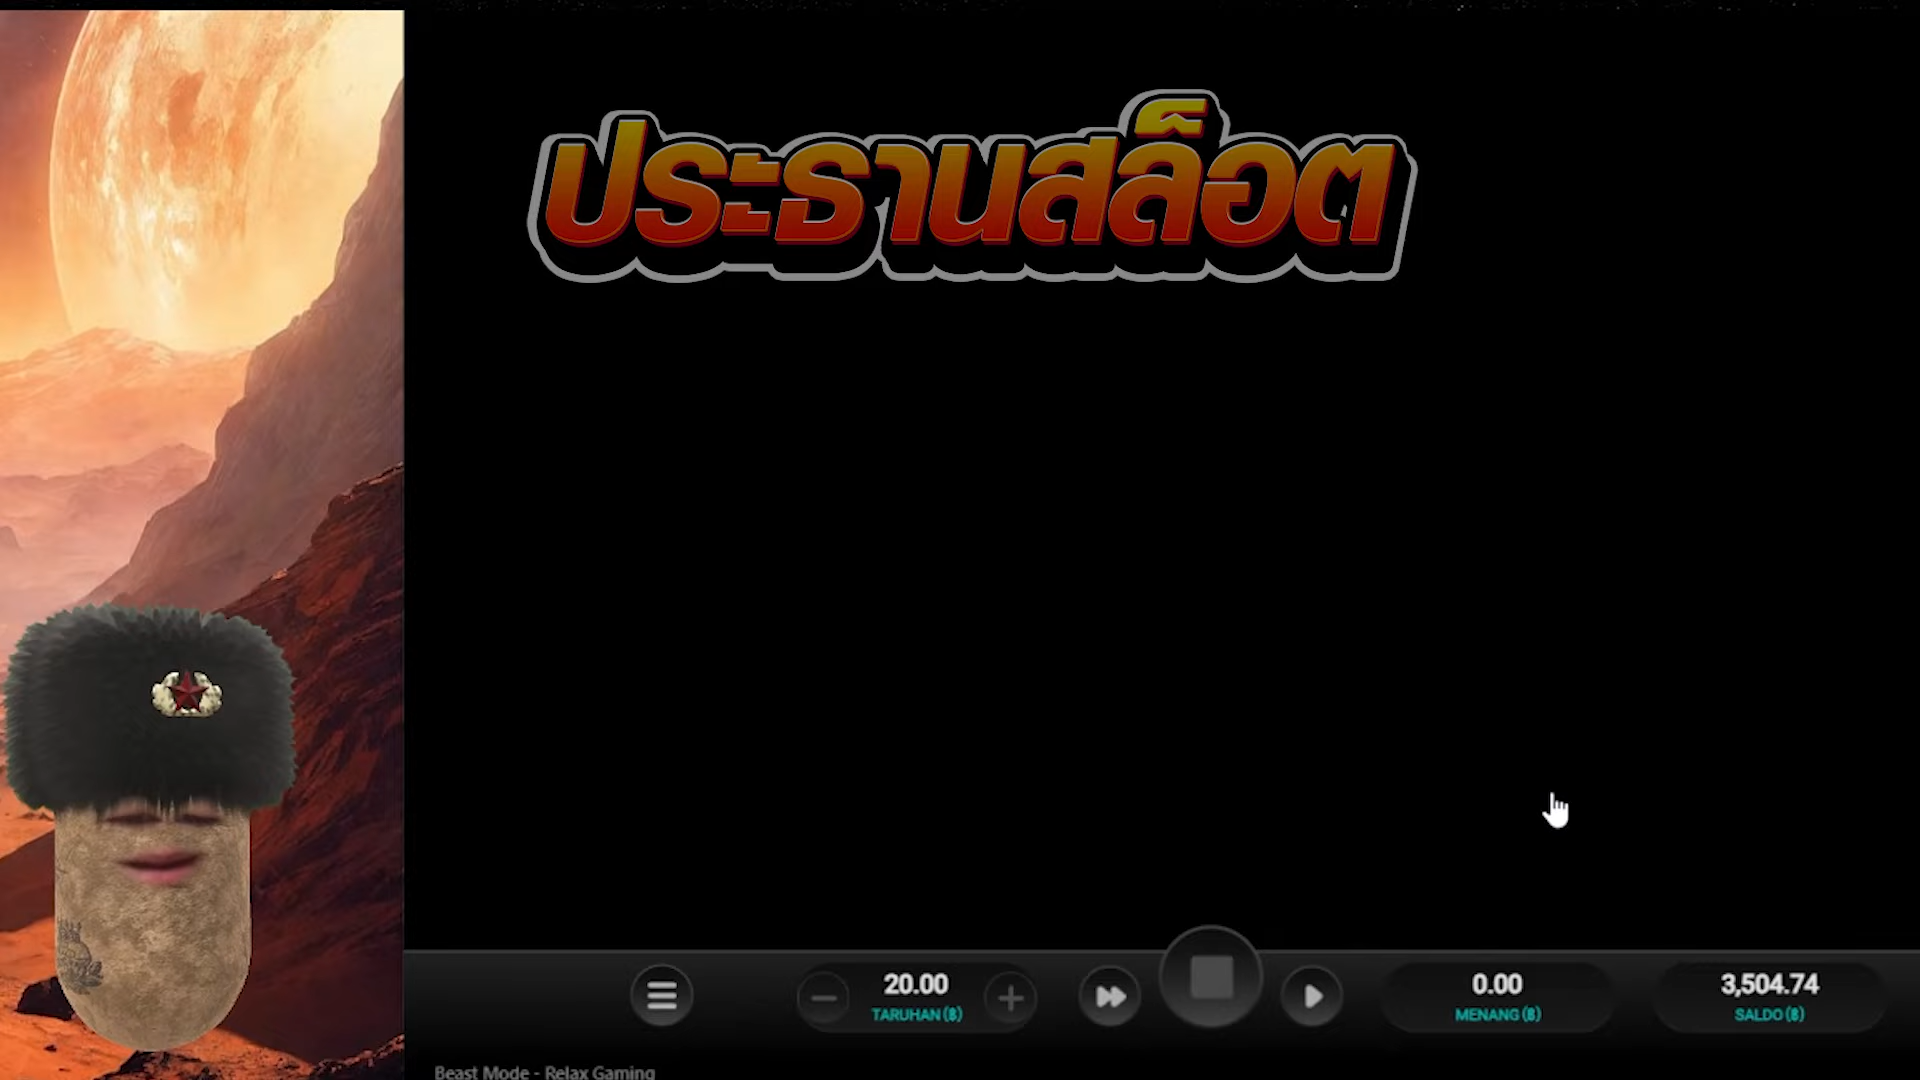 ประธานสล็อต
20.00
TARUHAN (฿)
0.00
MENANG (฿)
3,504.74
SALDO (฿)
Beast Mode - Relax Gaming